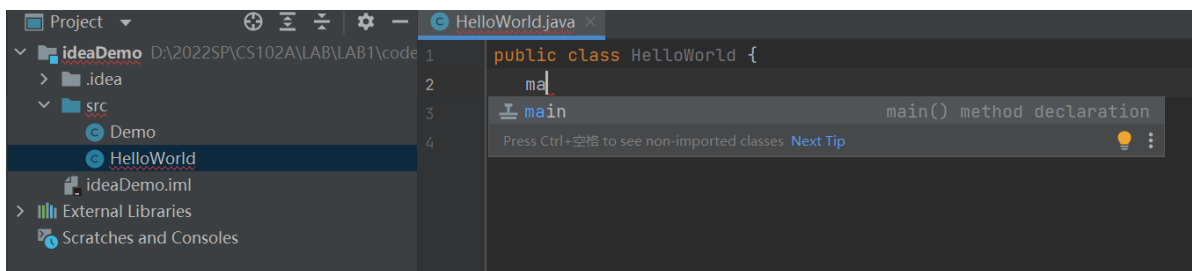 Project
ideaDemo D:\2022SP\CS102A\LAB\LAB1\code
.idea
src
Demo
HelloWorld
ideaDemo.iml
External Libraries
Scratches and Consoles
HelloWorld.java
1 public class HelloWorld {
2 ma
3 main main() method declaration
4 Press Ctrl+空格 to see non-imported classes Next Tip